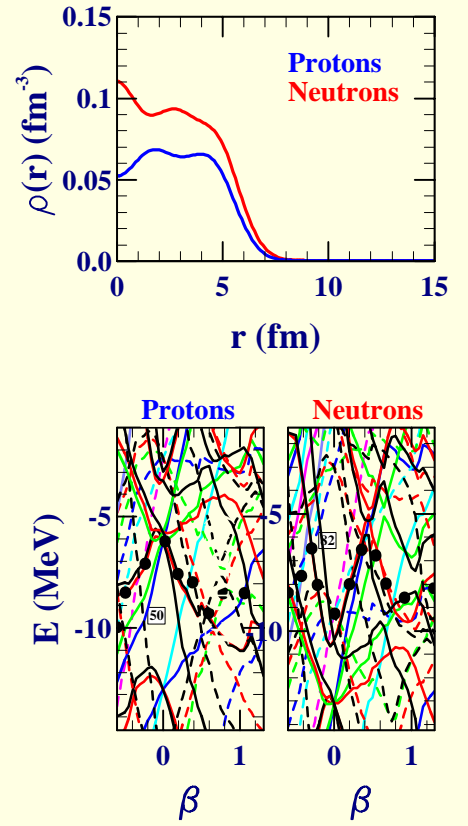 0.15
Protons
Neutrons
0.1
0.05
0.0
ρ(r) (fm⁻³)
0 5 10 15
r (fm)
Protons Neutrons
-5 -5
82
50
-10 -10
E (MeV)
0 1 0 1
β β